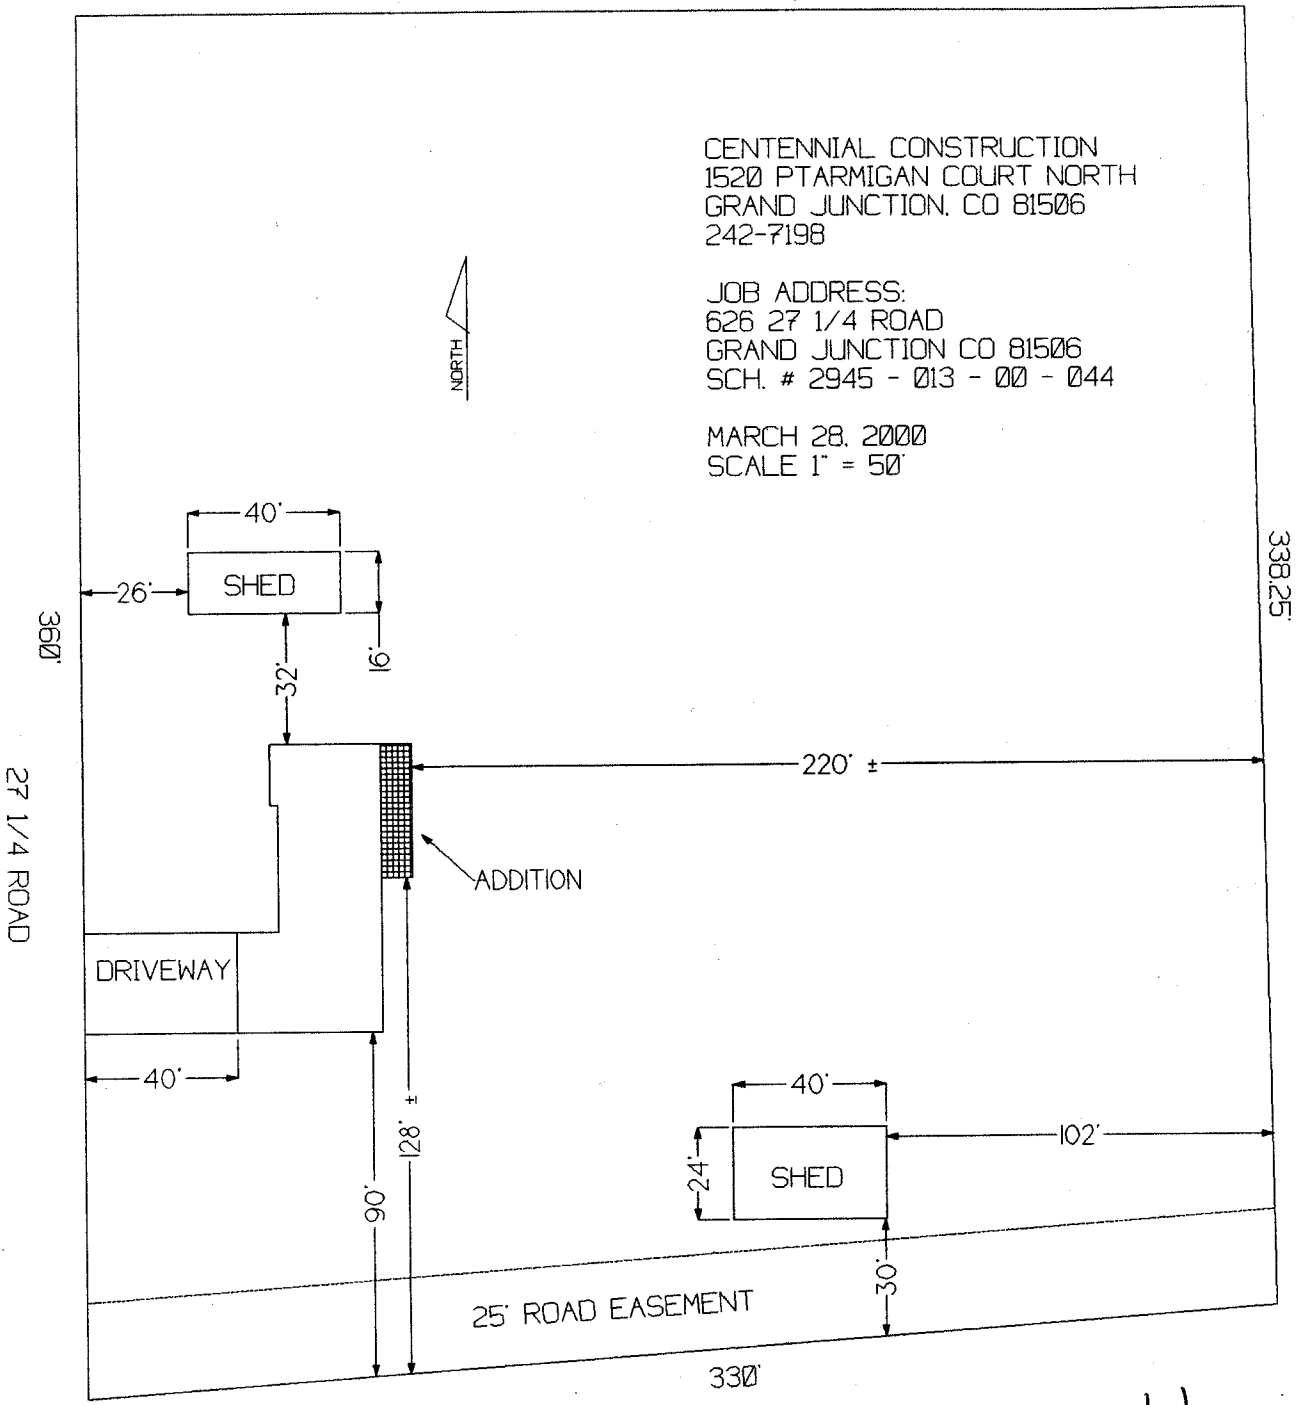 CENTENNIAL CONSTRUCTION
1520 PTARMIGAN COURT NORTH
GRAND JUNCTION, CO 81506
242-7198
JOB ADDRESS:
626 27 1/4 ROAD
GRAND JUNCTION CO 81506
SCH. # 2945 - 013 - 00 - 044
MARCH 28, 2000
SCALE 1" = 50'
NORTH
40'
SHED
26'
16'
32'
360'
338.25'
27 1/4 ROAD
220' ±
ADDITION
DRIVEWAY
40'
128' ±
90'
40'
24'
SHED
102'
30'
25' ROAD EASEMENT
330'